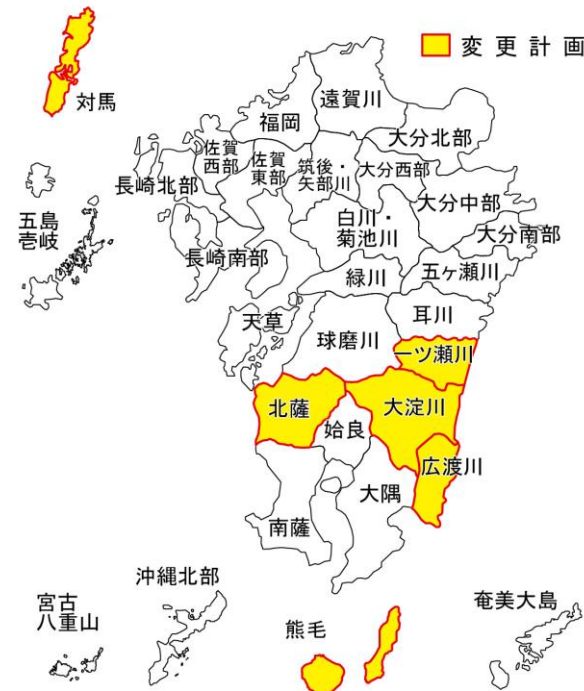 変更計画
対馬
遠賀川
福岡
大分北部
佐賀
西部
佐賀
東部
筑後・
矢部川
大分西部
長崎北部
大分中部
五島
壱岐
白川・
菊池川
大分南部
長崎南部
緑川
五ヶ瀬川
天草
耳川
球磨川
一ツ瀬川
北薩
大淀川
姶良
広渡川
大隅
南薩
沖縄北部
宮古
八重山
熊毛
奄美大島